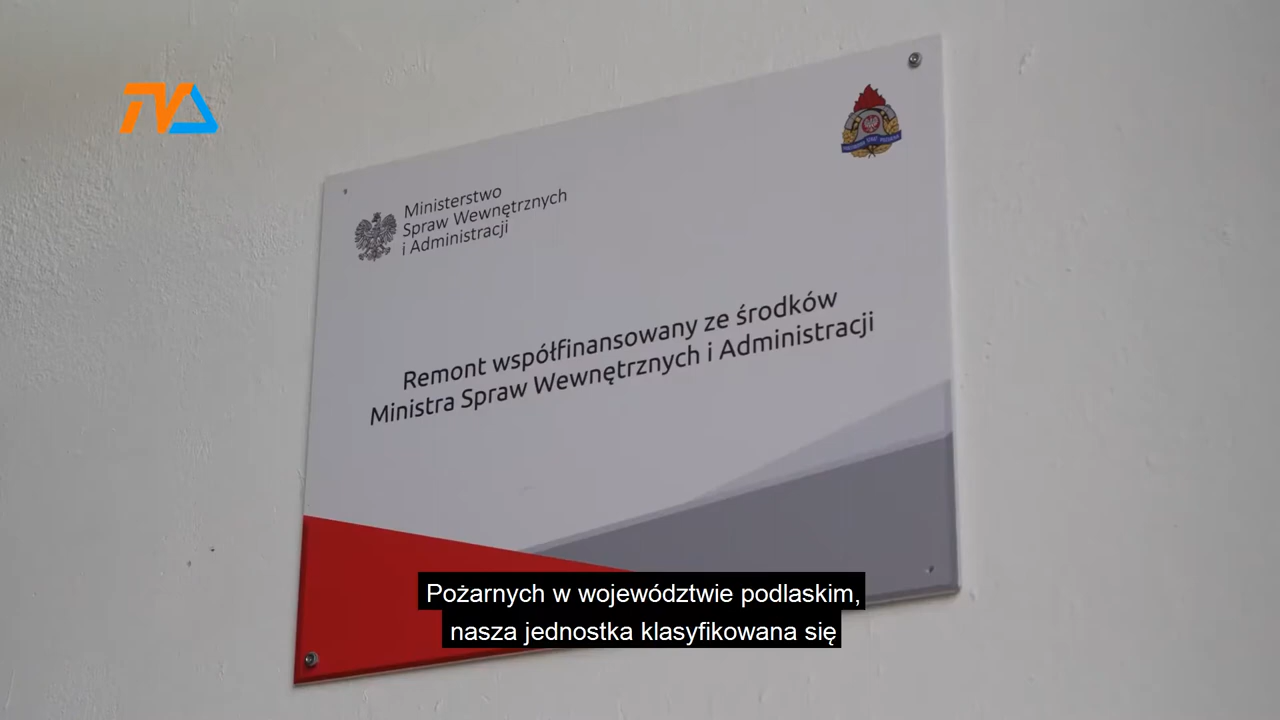 TVA
Ministerstwo
Spraw Wewnętrznych
i Administracji
Remont współfinansowany ze środków
Ministra Spraw Wewnętrznych i Administracji
Pożarnych w województwie podlaskim,
nasza jednostka klasyfikowana się